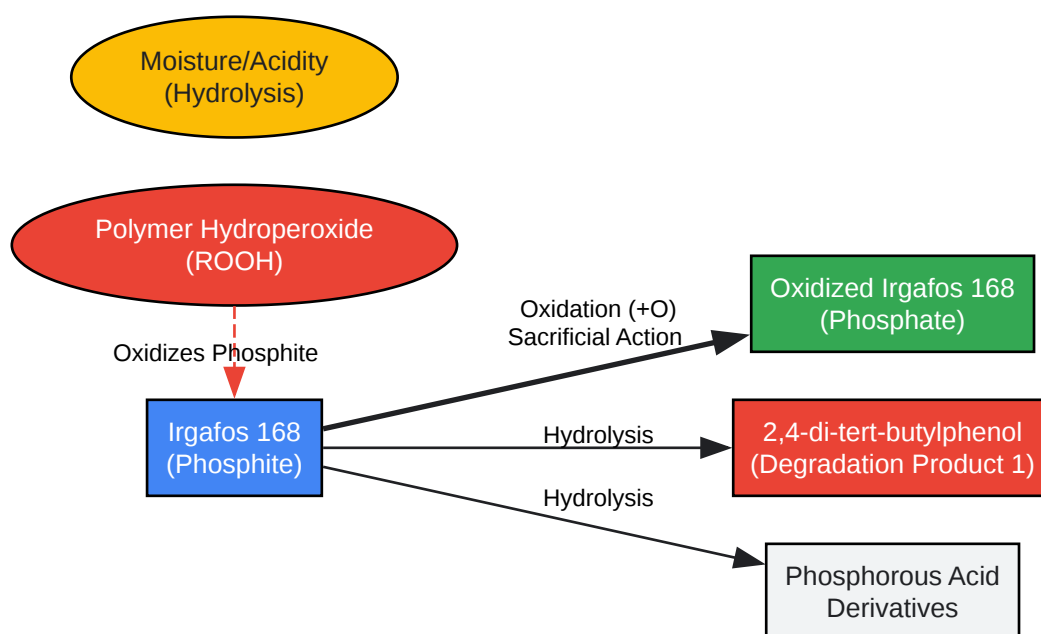 Moisture/Acidity
(Hydrolysis)
Polymer Hydroperoxide
(ROOH)
Oxidizes Phosphite
Irgafos 168
(Phosphite)
Oxidation (+O)
Sacrificial Action
Hydrolysis
Hydrolysis
Oxidized Irgafos 168
(Phosphate)
2,4-di-tert-butylphenol
(Degradation Product 1)
Phosphorous Acid
Derivatives